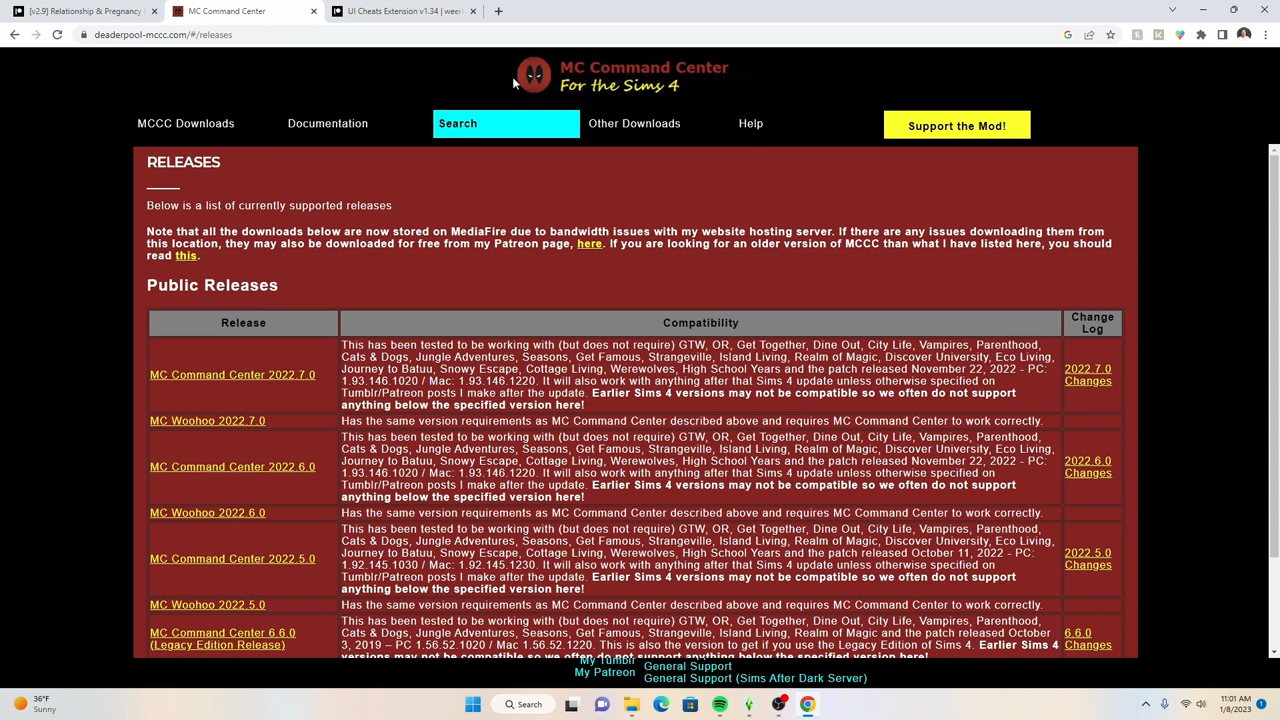 [v2.9] Relationship & Pregnancy
MC Command Center
UI Cheats Extension v1.34 | weer
deaderpool-mccc.com/#/releases
MC Command Center
For the Sims 4
MCCC Downloads
Documentation
Search
Other Downloads
Help
Support the Mod!
RELEASES
Below is a list of currently supported releases
Note that all the downloads below are now stored on MediaFire due to bandwidth issues with my website hosting server. If there are any issues downloading them from
this location, they may also be downloaded for free from my Patreon page, here. If you are looking for an older version of MCCC than what I have listed here, you should
read this.
Public Releases
Release
Compatibility
Change
Log
MC Command Center 2022.7.0
This has been tested to be working with (but does not require) GTW, OR, Get Together, Dine Out, City Life, Vampires, Parenthood,
Cats & Dogs, Jungle Adventures, Seasons, Get Famous, Strangeville, Island Living, Realm of Magic, Discover University, Eco Living,
Journey to Batuu, Snowy Escape, Cottage Living, Werewolves, High School Years and the patch released November 22, 2022 - PC:
1.93.146.1020 / Mac: 1.93.146.1220. It will also work with anything after that Sims 4 update unless otherwise specified on
Tumblr/Patreon posts I make after the update. Earlier Sims 4 versions may not be compatible so we often do not support
anything below the specified version here!
2022.7.0
Changes
MC Woohoo 2022.7.0
Has the same version requirements as MC Command Center described above and requires MC Command Center to work correctly.
MC Command Center 2022.6.0
This has been tested to be working with (but does not require) GTW, OR, Get Together, Dine Out, City Life, Vampires, Parenthood,
Cats & Dogs, Jungle Adventures, Seasons, Get Famous, Strangeville, Island Living, Realm of Magic, Discover University, Eco Living,
Journey to Batuu, Snowy Escape, Cottage Living, Werewolves, High School Years and the patch released November 22, 2022 - PC:
1.93.146.1020 / Mac: 1.93.146.1220. It will also work with anything after that Sims 4 update unless otherwise specified on
Tumblr/Patreon posts I make after the update. Earlier Sims 4 versions may not be compatible so we often do not support
anything below the specified version here!
2022.6.0
Changes
MC Woohoo 2022.6.0
Has the same version requirements as MC Command Center described above and requires MC Command Center to work correctly.
MC Command Center 2022.5.0
This has been tested to be working with (but does not require) GTW, OR, Get Together, Dine Out, City Life, Vampires, Parenthood,
Cats & Dogs, Jungle Adventures, Seasons, Get Famous, Strangeville, Island Living, Realm of Magic, Discover University, Eco Living,
Journey to Batuu, Snowy Escape, Cottage Living, Werewolves, High School Years and the patch released October 11, 2022 - PC:
1.92.145.1030 / Mac: 1.92.145.1230. It will also work with anything after that Sims 4 update unless otherwise specified on
Tumblr/Patreon posts I make after the update. Earlier Sims 4 versions may not be compatible so we often do not support
anything below the specified version here!
2022.5.0
Changes
MC Woohoo 2022.5.0
Has the same version requirements as MC Command Center described above and requires MC Command Center to work correctly.
MC Command Center 6.6.0
(Legacy Edition Release)
This has been tested to be working with (but does not require) GTW, OR, Get Together, Dine Out, City Life, Vampires, Parenthood,
Cats & Dogs, Jungle Adventures, Seasons, Get Famous, Strangeville, Island Living, Realm of Magic and the patch released October
3, 2019 – PC 1.56.52.1020 / Mac 1.56.52.1220. This is also the version to get if you use the Legacy Edition of Sims 4. Earlier Sims 4
versions may not be compatible so we often do not support anything below the specified version here!
6.6.0
Changes
My Tumblr
My Patreon
General Support
General Support (Sims After Dark Server)
36°F
Sunny
Search
11:01 AM
1/8/2023